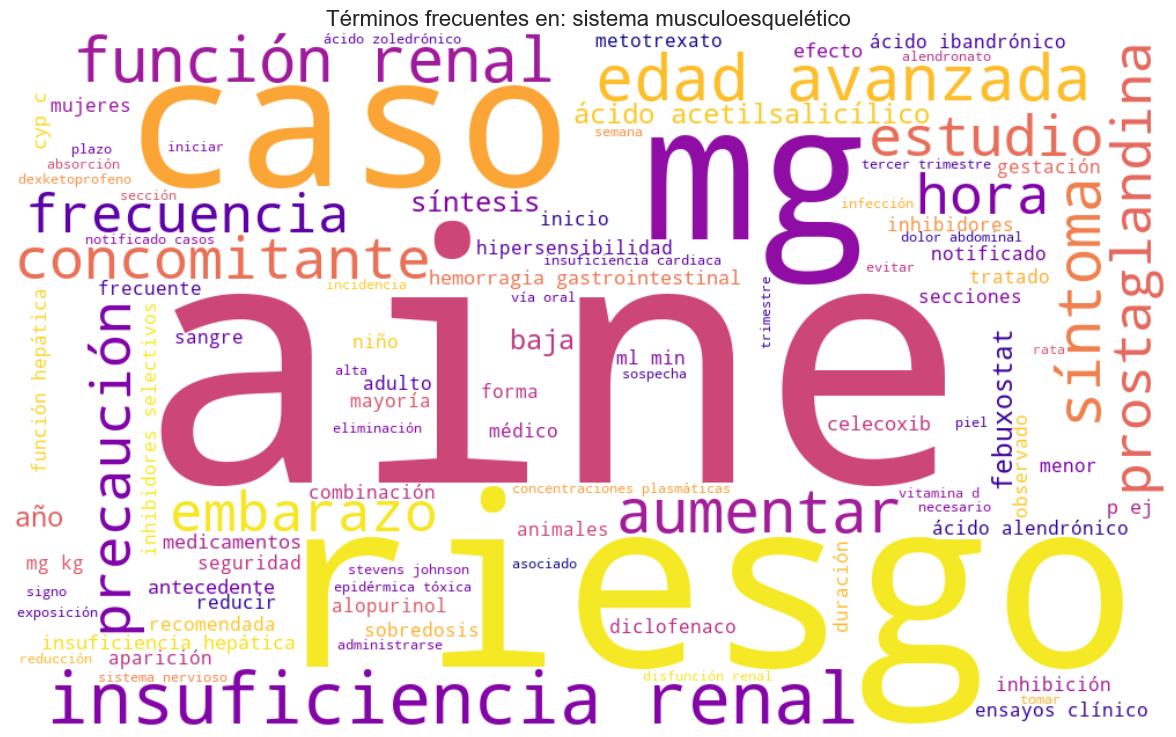 Términos frecuentes en: sistema musculoesquelético
ácido zoledrónico
función renal
metotrexato
efecto
ácido ibandrónico
alendronato
caso
edad avanzada
mujeres
cyp c
ácido acetilsalicílico
semana
mg
estudio
prostaglandina
plazo
iniciar
absorción
dexketoprofeno
tercer trimestre
gestación
sección
síntesis
hora
síntoma
frecuencia
inicio
infección
inhibidores
notificado casos
hipersensibilidad
dolor abdominal
concomitante
insuficiencia cardiaca
notificado
hemorragia gastrointestinal
evitar
tratado
frecuente
incidencia
vía oral
trimestre
secciones
función hepática
precaución
inhibidores selectivos
aine
sangre
niño
baja
ml min
febuxostat
rata
alta
adulto
sospecha
mayoría
forma
eliminación
médico
celecoxib
piel
observado
menor
combinación
concentraciones plasmáticas
vitamina d
necesario
p ej
año
embarazo
aumentar
animales
ácido alendrónico
medicamentos
riesgo
mg kg
seguridad
stevens johnson
asociado
duración
signo
antecedente
epidérmica tóxica
exposición
reducir
alopurinol
recomendada
sobredosis
diclofenaco
insuficiencia hepática
administrarse
reducción
aparición
sistema nervioso
disfunción renal
inhibición
insuficiencia renal
tomar
ensayos clínico